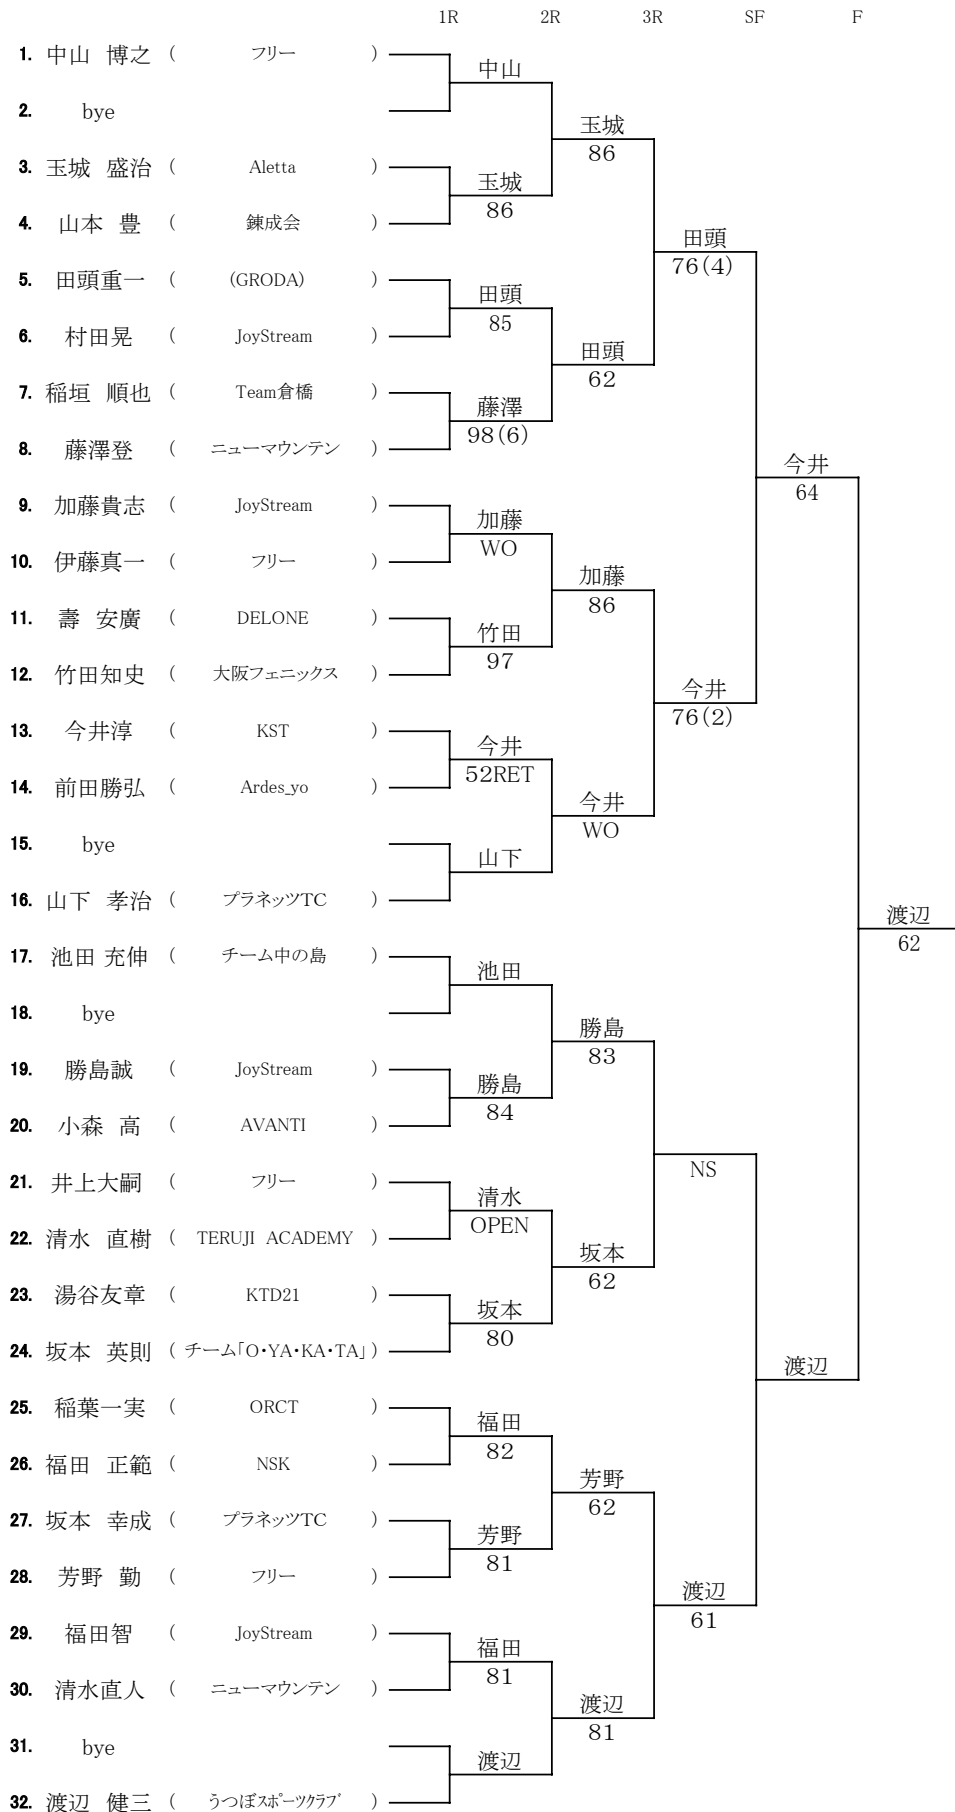 1R 2R 3R SF F
1. 中山 博之 ( フリー )
中山
2. bye
玉城
86
3. 玉城 盛治 ( Aletta )
玉城
86
4. 山本 豊 ( 錬成会 )
田頭
76(4)
5. 田頭重一 ( (GRODA) )
田頭
85
6. 村田晃 ( JoyStream )
田頭
62
7. 稲垣 順也 ( Team倉橋 )
藤澤
98(6)
8. 藤澤登 ( ニューマウンテン )
今井
64
9. 加藤貴志 ( JoyStream )
加藤
WO
10. 伊藤真一 ( フリー )
加藤
86
11. 壽 安廣 ( DELONE )
竹田
97
12. 竹田知史 ( 大阪フェニックス )
今井
76(2)
13. 今井淳 ( KST )
今井
52RET
14. 前田勝弘 ( Ardes_yo )
今井
WO
15. bye
山下
16. 山下 孝治 ( プラネッツTC )
渡辺
62
17. 池田 充伸 ( チーム中の島 )
池田
18. bye
勝島
83
19. 勝島誠 ( JoyStream )
勝島
84
20. 小森 高 ( AVANTI )
NS
21. 井上大嗣 ( フリー )
清水
OPEN
22. 清水 直樹 ( TERUJI ACADEMY )
坂本
62
23. 湯谷友章 ( KTD21 )
坂本
80
24. 坂本 英則 ( チーム「O・YA・KA・TA」 )
渡辺
25. 稲葉一実 ( ORCT )
福田
82
26. 福田 正範 ( NSK )
芳野
62
27. 坂本 幸成 ( プラネッツTC )
芳野
81
28. 芳野 勤 ( フリー )
渡辺
61
29. 福田智 ( JoyStream )
福田
81
30. 清水直人 ( ニューマウンテン )
渡辺
81
31. bye
渡辺
32. 渡辺 健三 ( うつぼｽﾎﾟｰﾂｸﾗﾌﾞ )